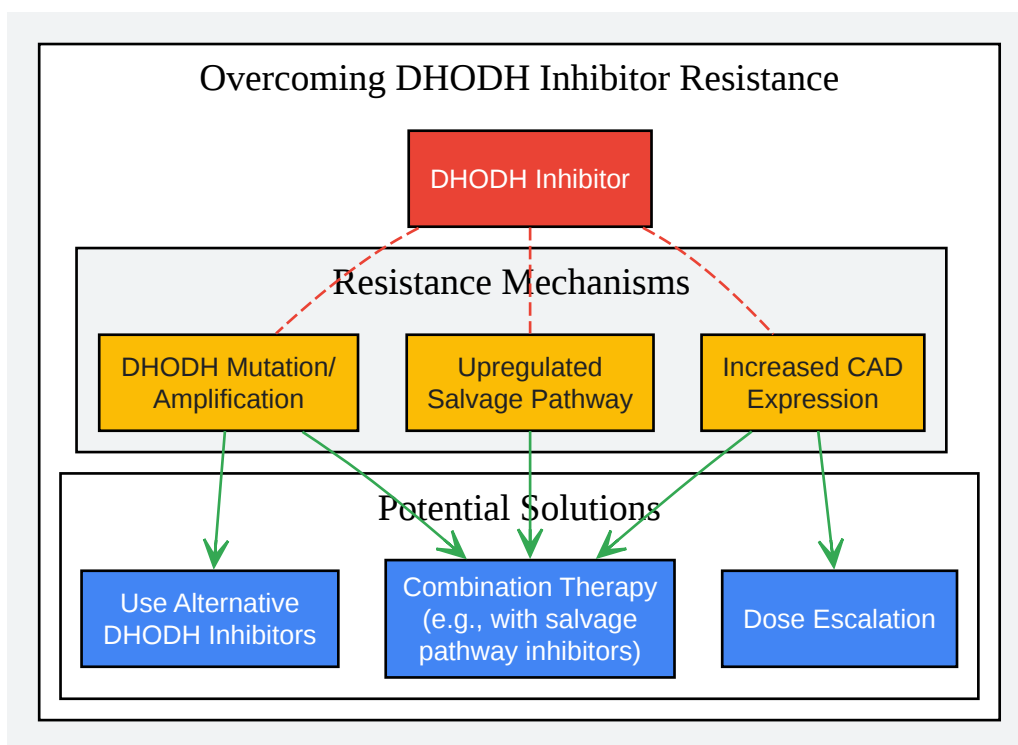 Overcoming DHODH Inhibitor Resistance
DHODH Inhibitor
Resistance Mechanisms
DHODH Mutation/
Amplification
Upregulated
Salvage Pathway
Increased CAD
Expression
Potential Solutions
Use Alternative
DHODH Inhibitors
Combination Therapy
(e.g., with salvage
pathway inhibitors)
Dose Escalation